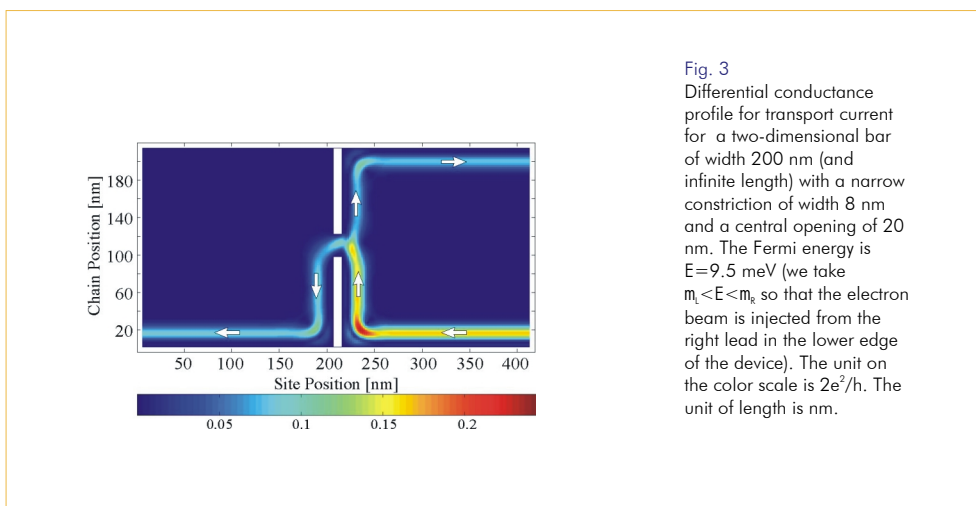 180
140
100
60
20
Chain Position [nm]
50 100 150 200 250 300 350 400
Site Position [nm]
0.05 0.1 0.15 0.2
Fig. 3
Differential conductance
profile for transport current
for a two-dimensional bar
of width 200 nm (and
infinite length) with a narrow
constriction of width 8 nm
and a central opening of 20
nm. The Fermi energy is
E=9.5 meV (we take
m_L<E<m_R so that the electron
beam is injected from the
right lead in the lower edge
of the device). The unit on
the color scale is 2e²/h. The
unit of length is nm.